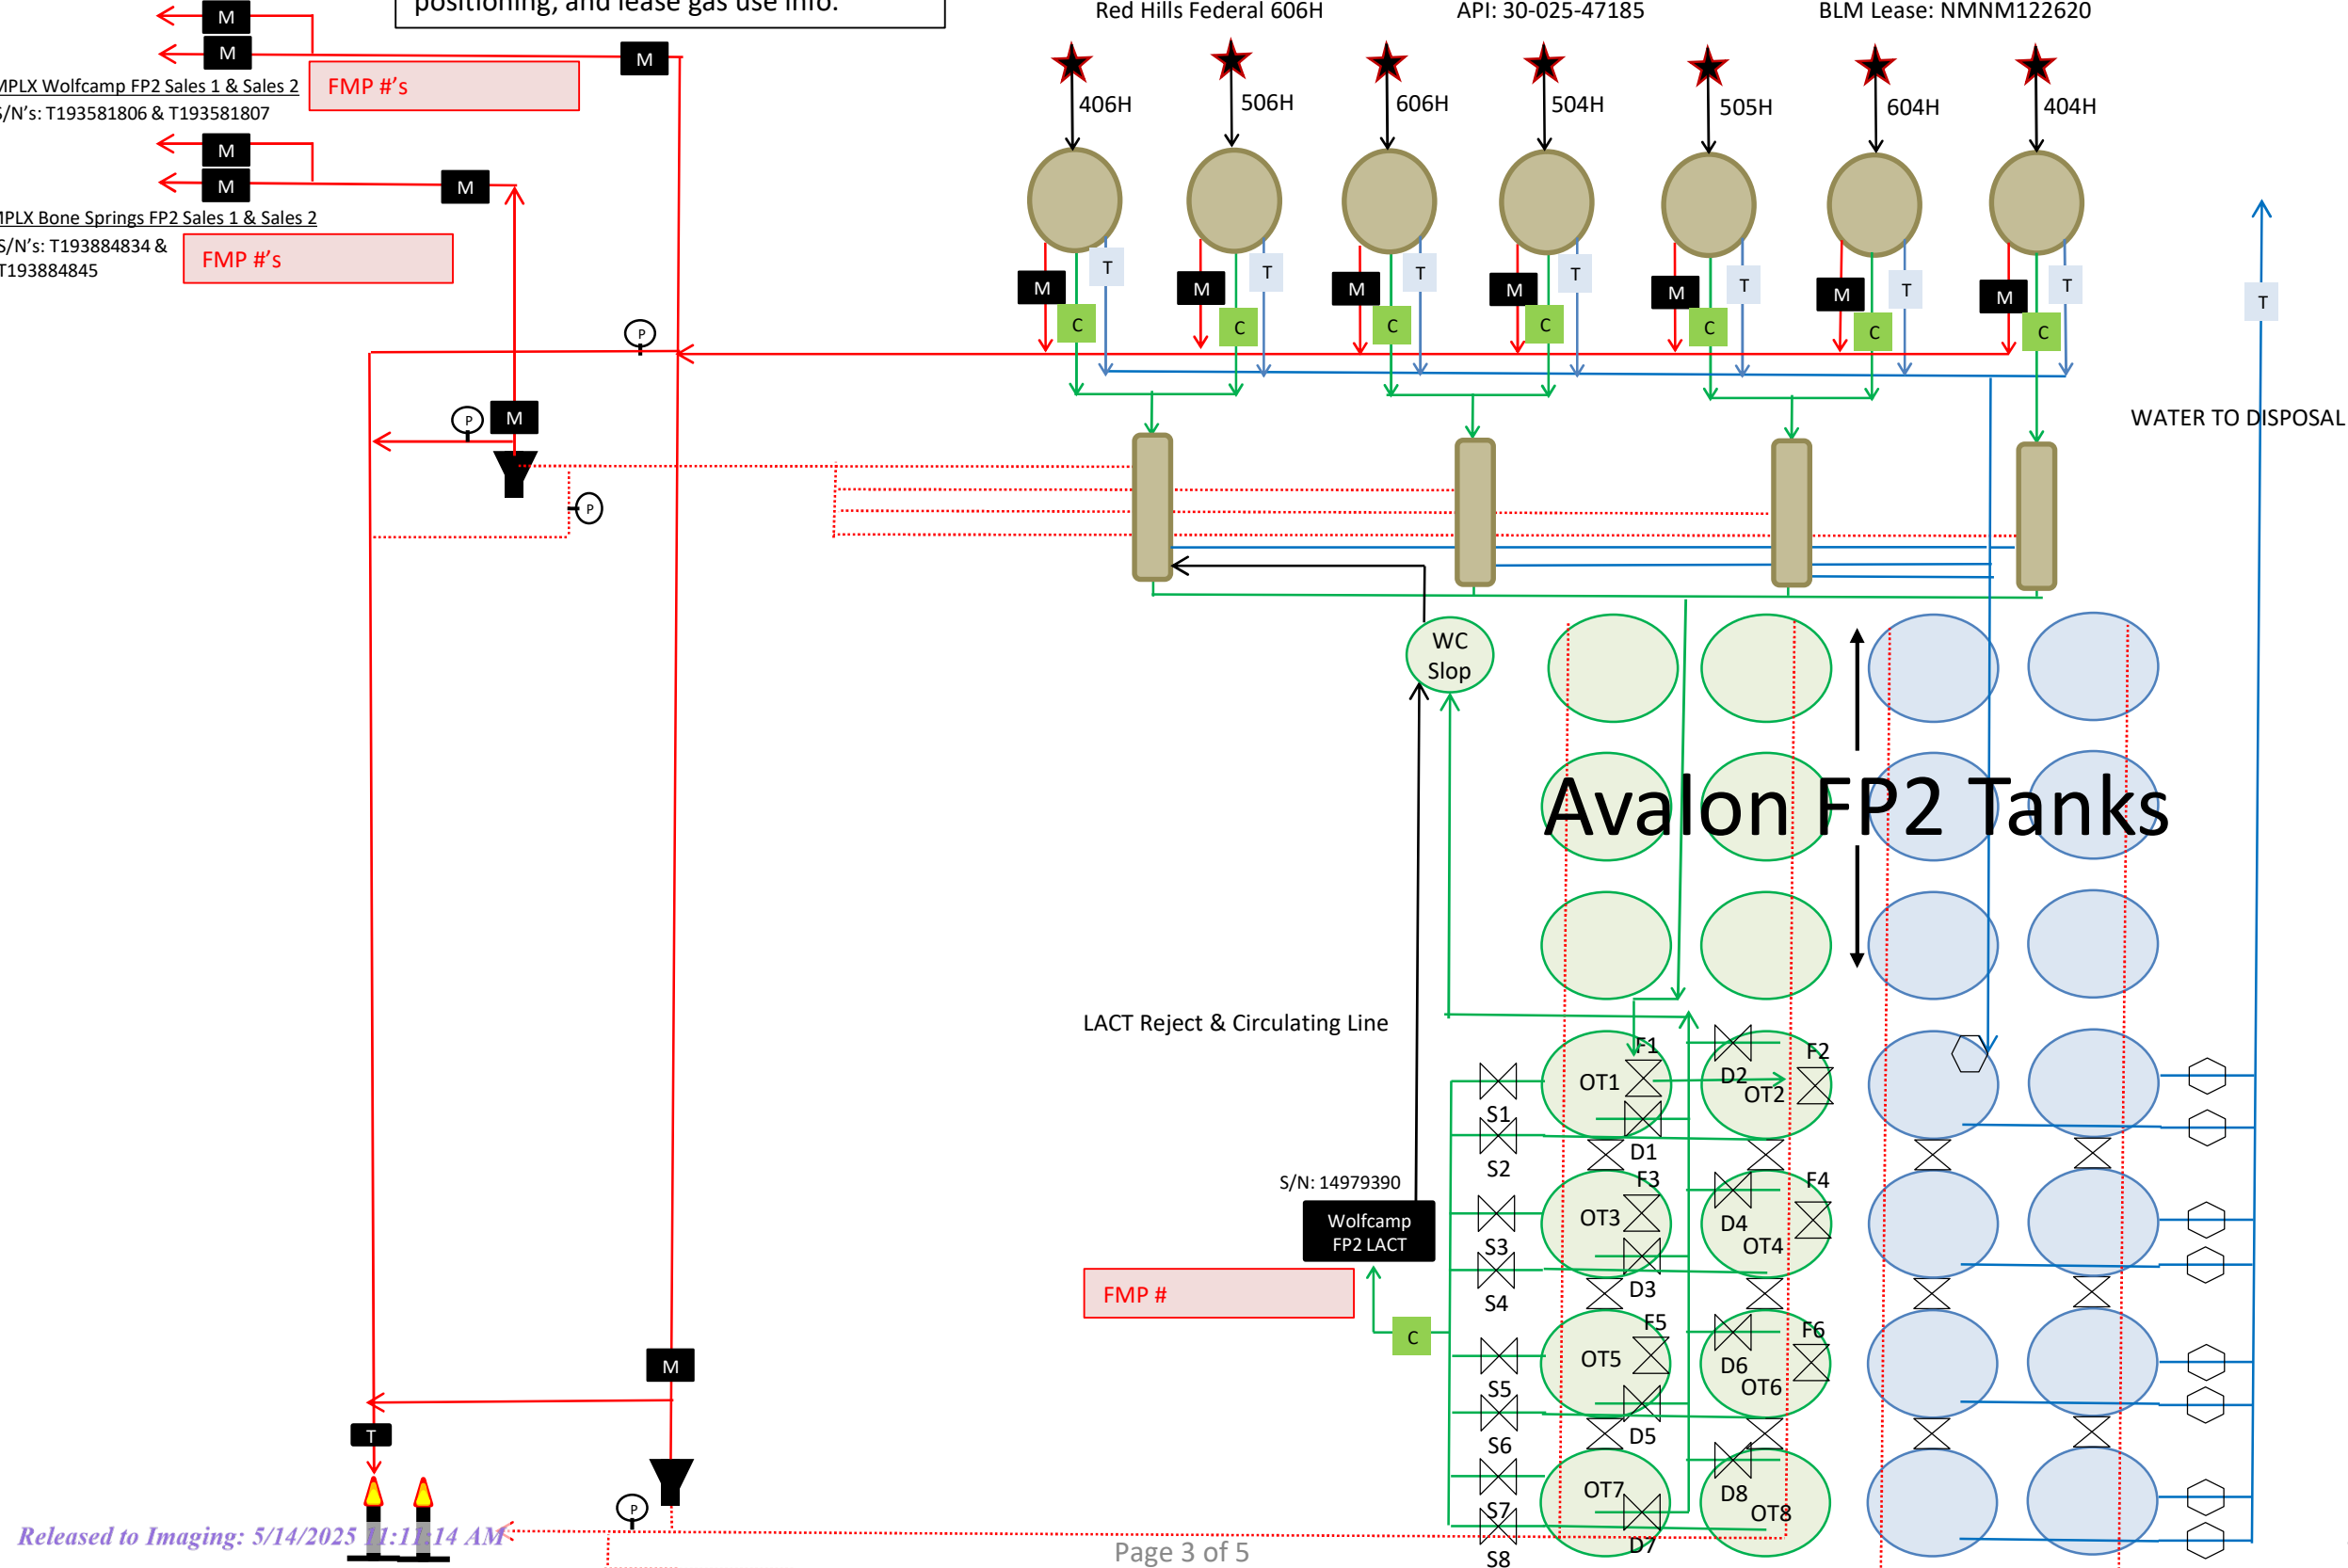 positioning, and lease gas use info.
Red Hills Federal 606H API: 30-025-47185 BLM Lease: NMNM122620
M
M
M
MPLX Wolfcamp FP2 Sales 1 & Sales 2
S/N's: T193581806 & T193581807
FMP #'s
M
M
M
MPLX Bone Springs FP2 Sales 1 & Sales 2
S/N's: T193884834 &
T193884845
FMP #'s
406H 506H 606H 504H 505H 604H 404H
T T T T T T T
M M M M M M M
C C C C C C C
T
P
P M
P
WATER TO DISPOSAL
WC
Slop
Avalon FP2 Tanks
LACT Reject & Circulating Line
F1 F2
OT1 D2 OT2
S1
S2 D1
S/N: 14979390
Wolfcamp
FP2 LACT
F3 F4
OT3 D4 OT4
S3
S4 D3
FMP #
C
F5 F6
OT5 D6 OT6
S5
S6 D5
M
T
OT7 D8 OT8
S7
S8 D7
P
Released to Imaging: 5/14/2025 11:11:14 AM
Page 3 of 5